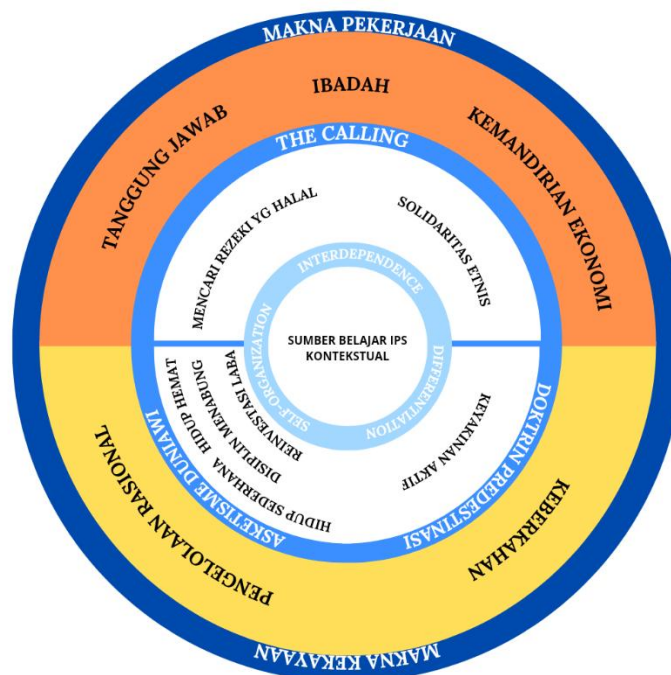 MAKNA PEKERJAAN
TANGGUNG JAWAB
IBADAH
KEMANDIRIAN EKONOMI
THE CALLING
MENCARI REZEKI YG HALAL
SOLIDARITAS ETNIS
INTERDEPENDENCE
SELF-ORGANIZATION
DIFFERENTIATION
SUMBER BELAJAR IPS
KONTEKSTUAL
REINVESTASI LABA
DISIPLIN MENABUNG
HIDUP HEMAT
HIDUP SEDERHANA
KEYAKINAN AKTIF
ASKETISME DUNIAWI
DOKTRIN PREDESTINASI
PENGELOLAAN RASIONAL
KEBERKAHAN
MAKNA KEKAYAAN